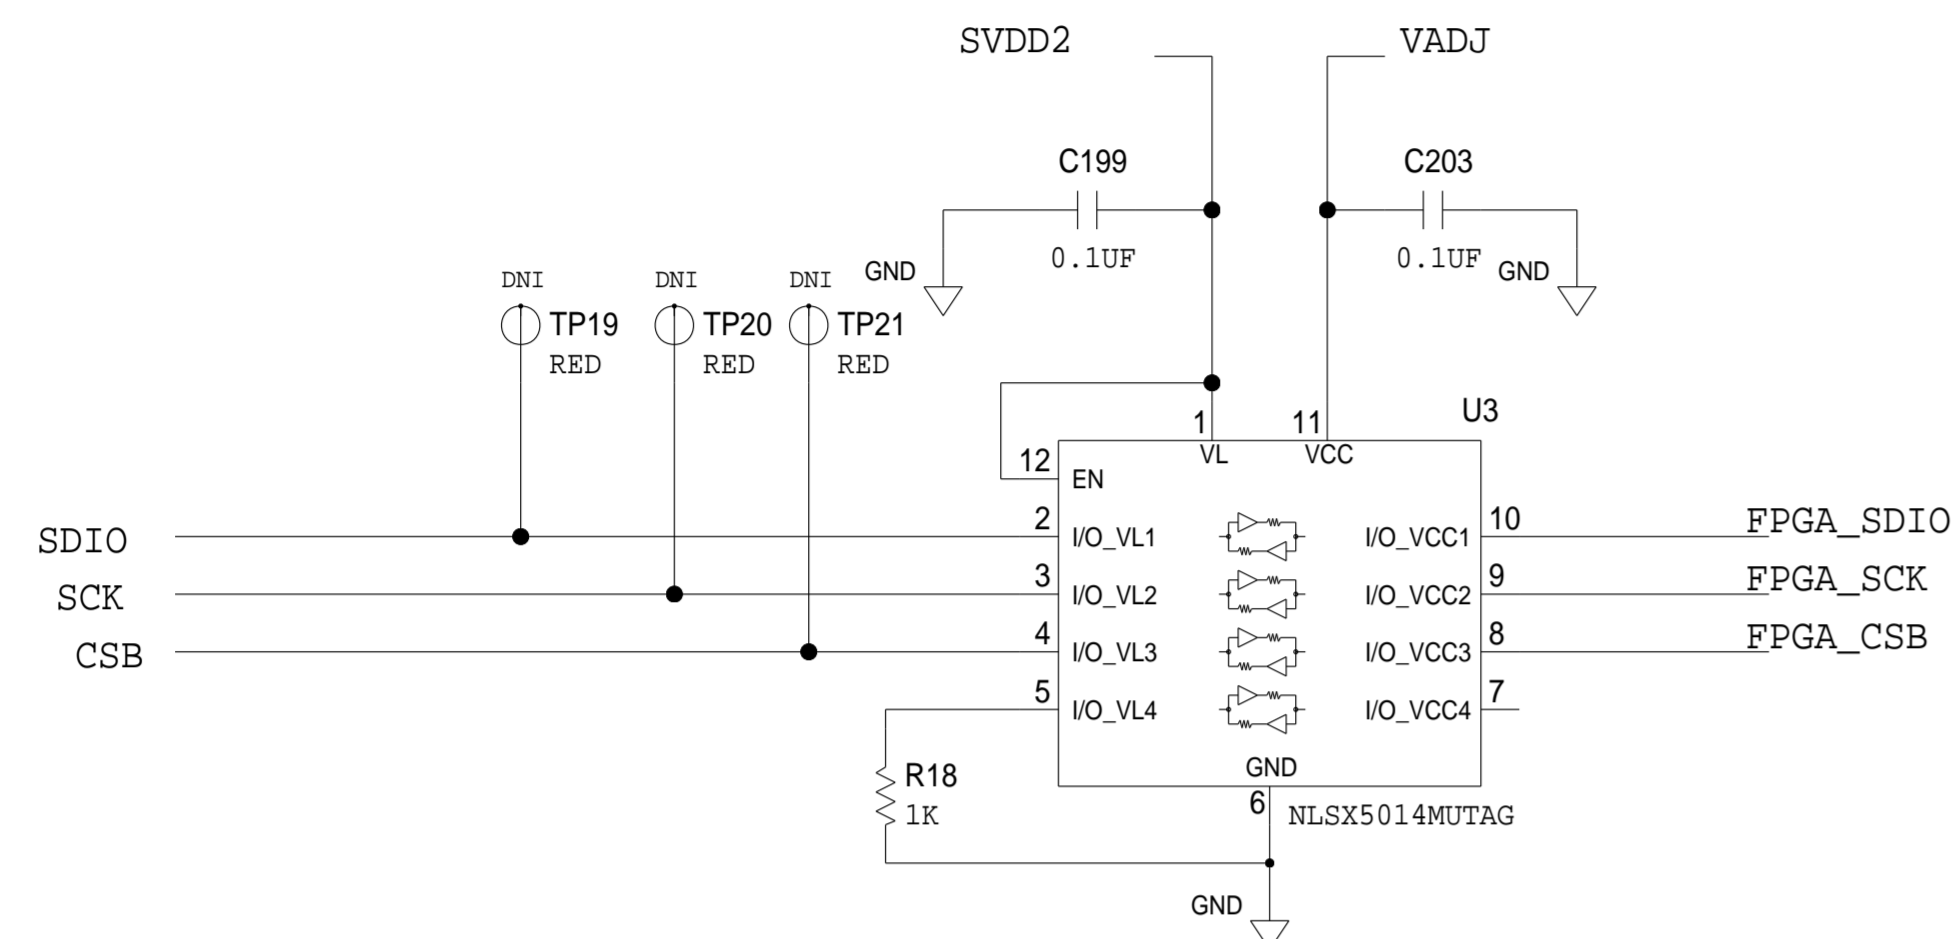 SVDD2
VADJ
C199
C203
0.1UF
0.1UF
GND
GND
DNI
DNI
DNI
TP19
TP20
TP21
RED
RED
RED
U3
1
11
VL
VCC
12
EN
SDIO
2
I/O_VL1
I/O_VCC1
10
FPGA_SDIO
SCK
3
I/O_VL2
I/O_VCC2
9
FPGA_SCK
CSB
4
I/O_VL3
I/O_VCC3
8
FPGA_CSB
5
I/O_VL4
I/O_VCC4
7
R18
1K
GND
6
NLSX5014MUTAG
GND